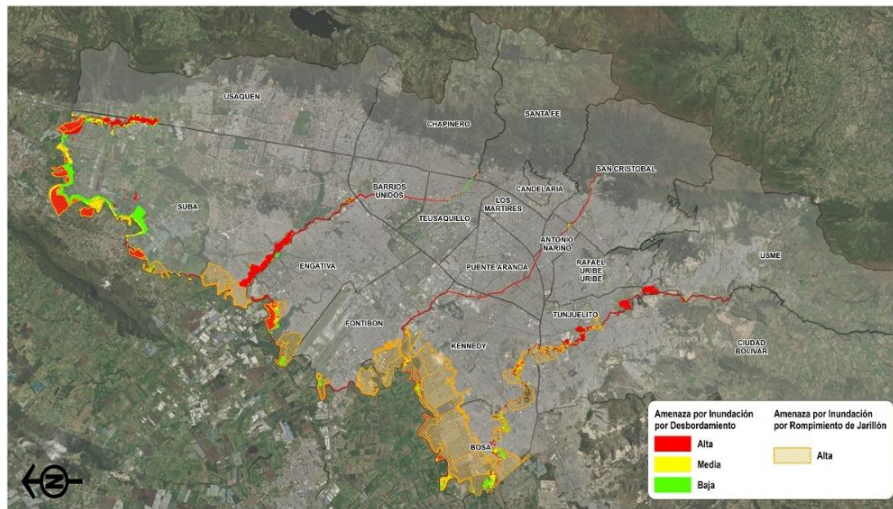 USAQUEN
CHAPINERO
SANTA FE
SAN CRISTOBAL
CANDELARIA
BARRIOS
UNIDOS
LOS
MARTIRES
SUBA
TEUSAQUILLO
ANTONIO
NARIÑO
ENGATIVA
PUENTE ARANDA
RAFAEL
URIBE
URIBE
USME
FONTIBON
TUNJUELITO
KENNEDY
CIUDAD
BOLIVAR
BOSA
N
Amenaza por Inundación
por Desbordamiento
Alta
Media
Baja
Amenaza por Inundación
por Rompimiento de Jarillón
Alta